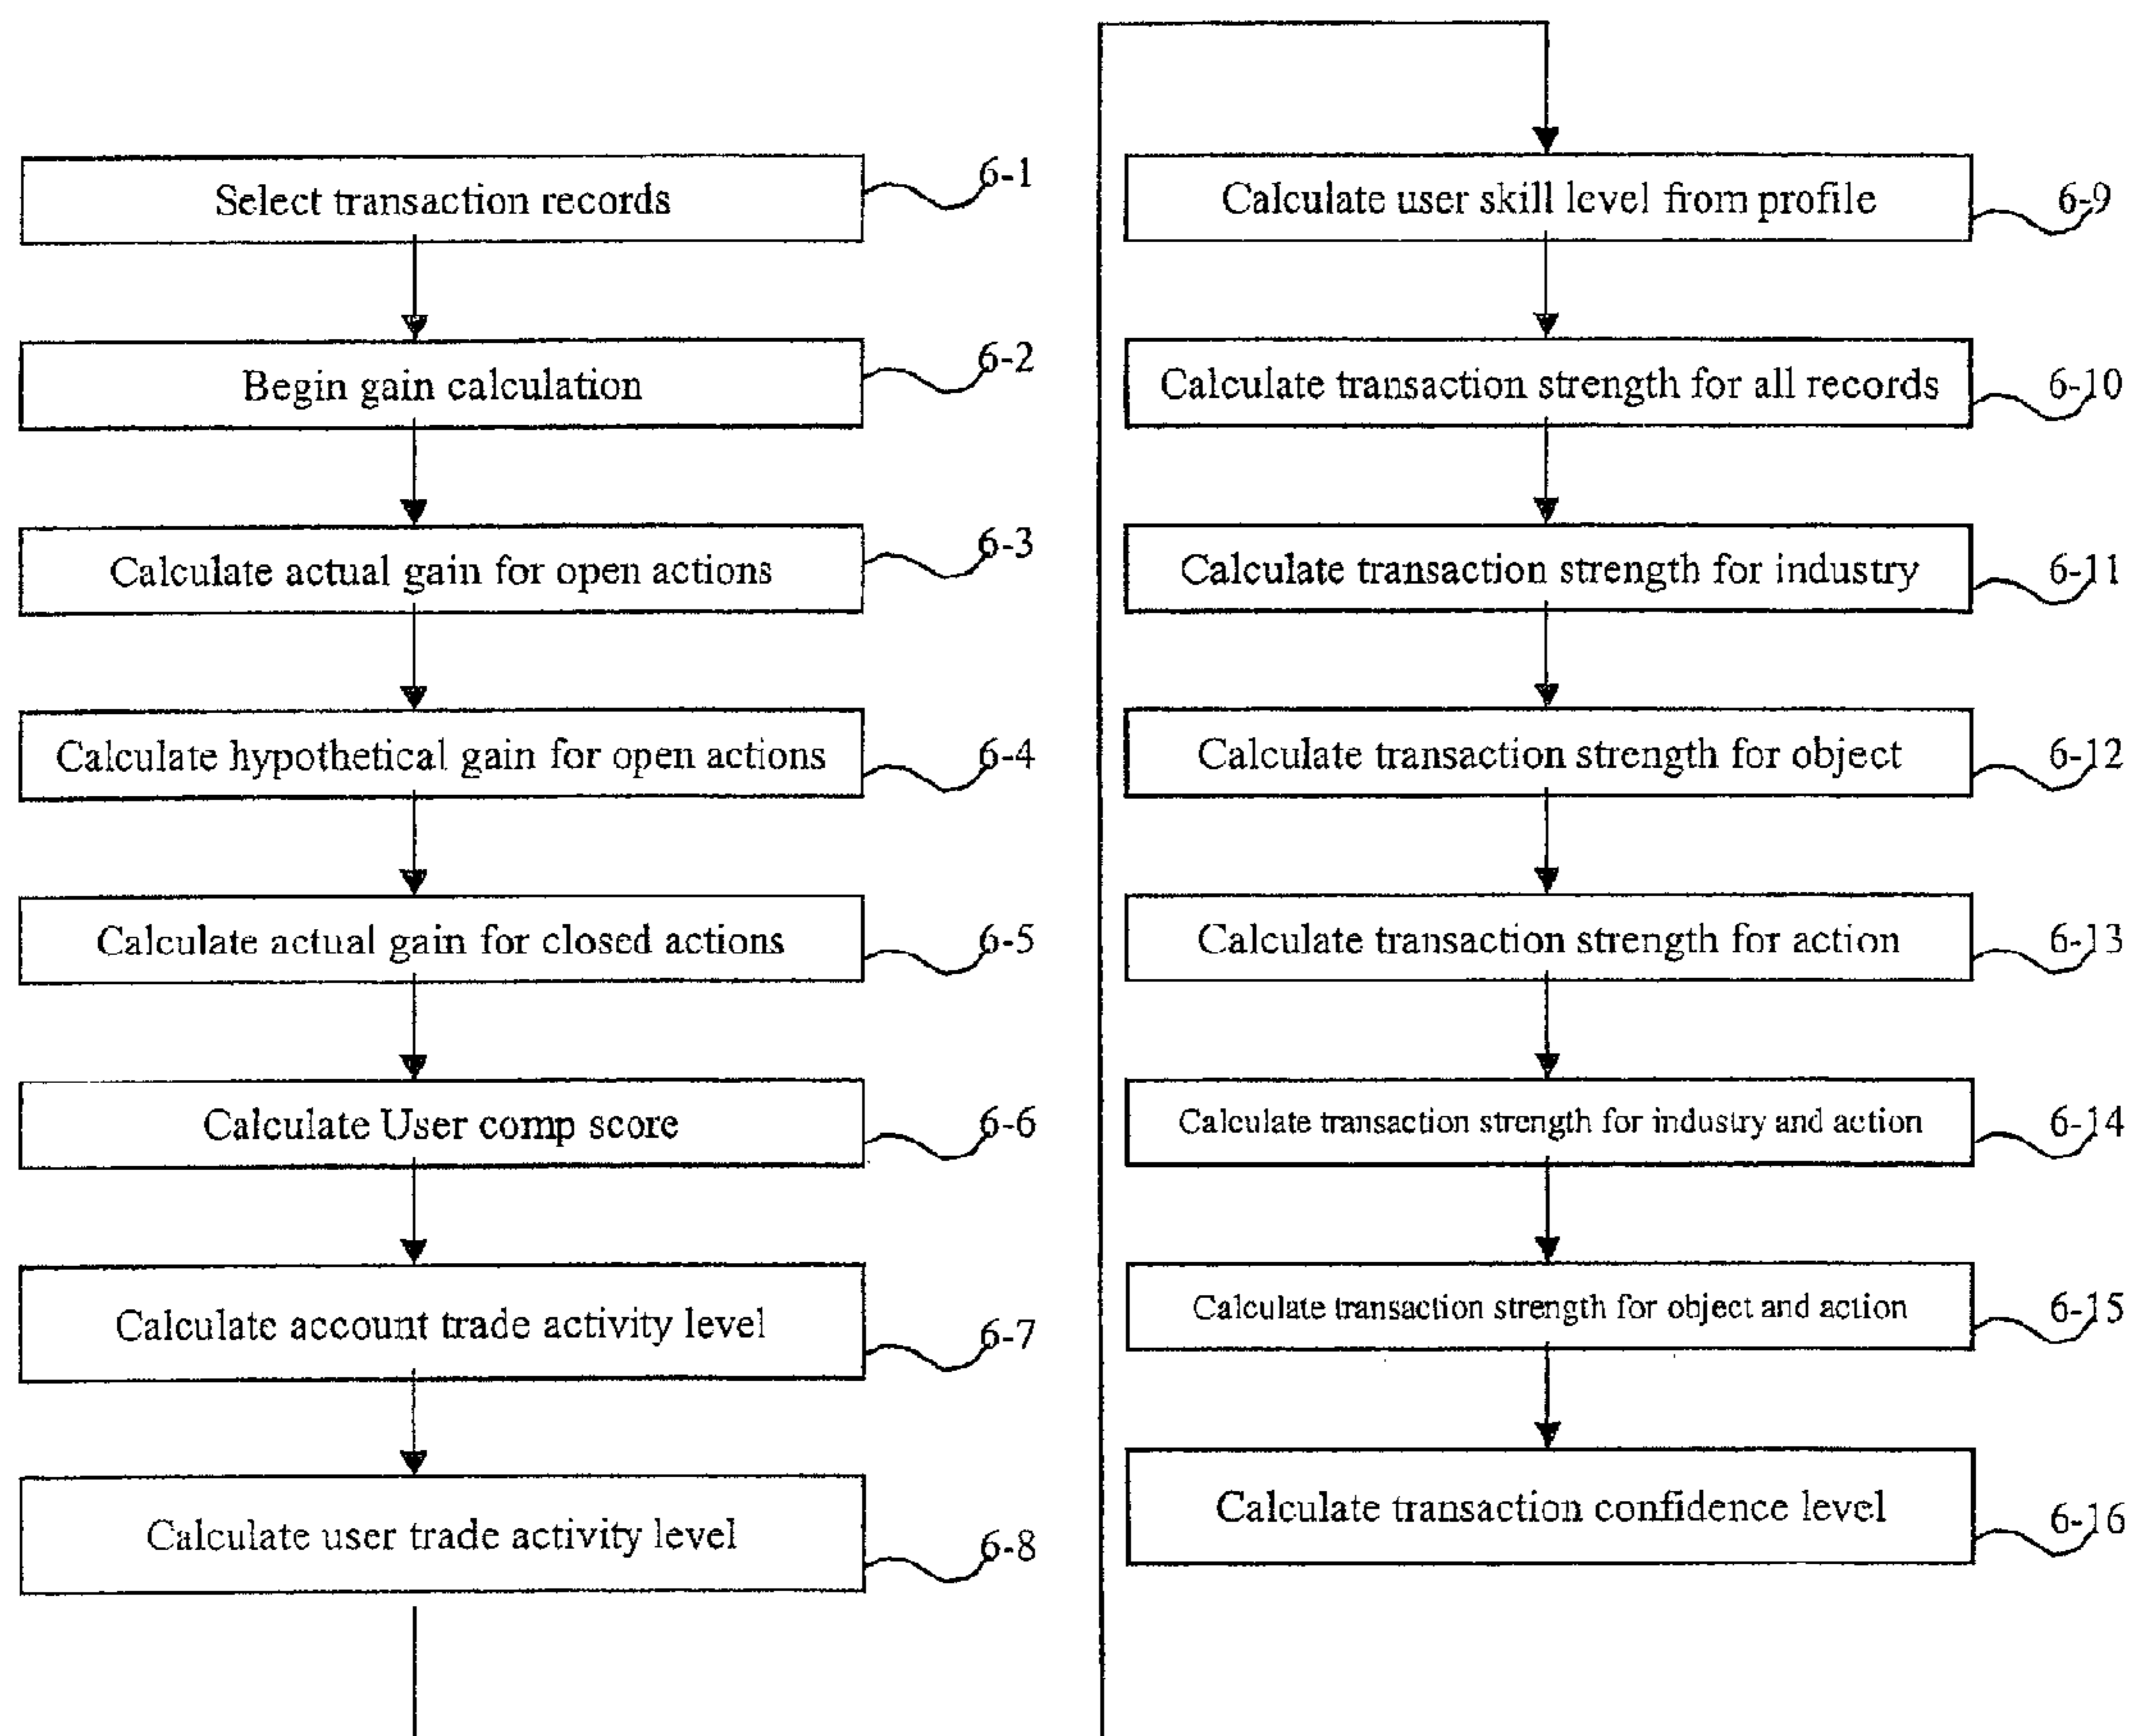 Select transaction records
6-1
Begin gain calculation
6-2
Calculate actual gain for open actions
6-3
Calculate hypothetical gain for open actions
6-4
Calculate actual gain for closed actions
6-5
Calculate User comp score
6-6
Calculate account trade activity level
6-7
Calculate user trade activity level
6-8
Calculate user skill level from profile
6-9
Calculate transaction strength for all records
6-10
Calculate transaction strength for industry
6-11
Calculate transaction strength for object
6-12
Calculate transaction strength for action
6-13
Calculate transaction strength for industry and action
6-14
Calculate transaction strength for object and action
6-15
Calculate transaction confidence level
6-16